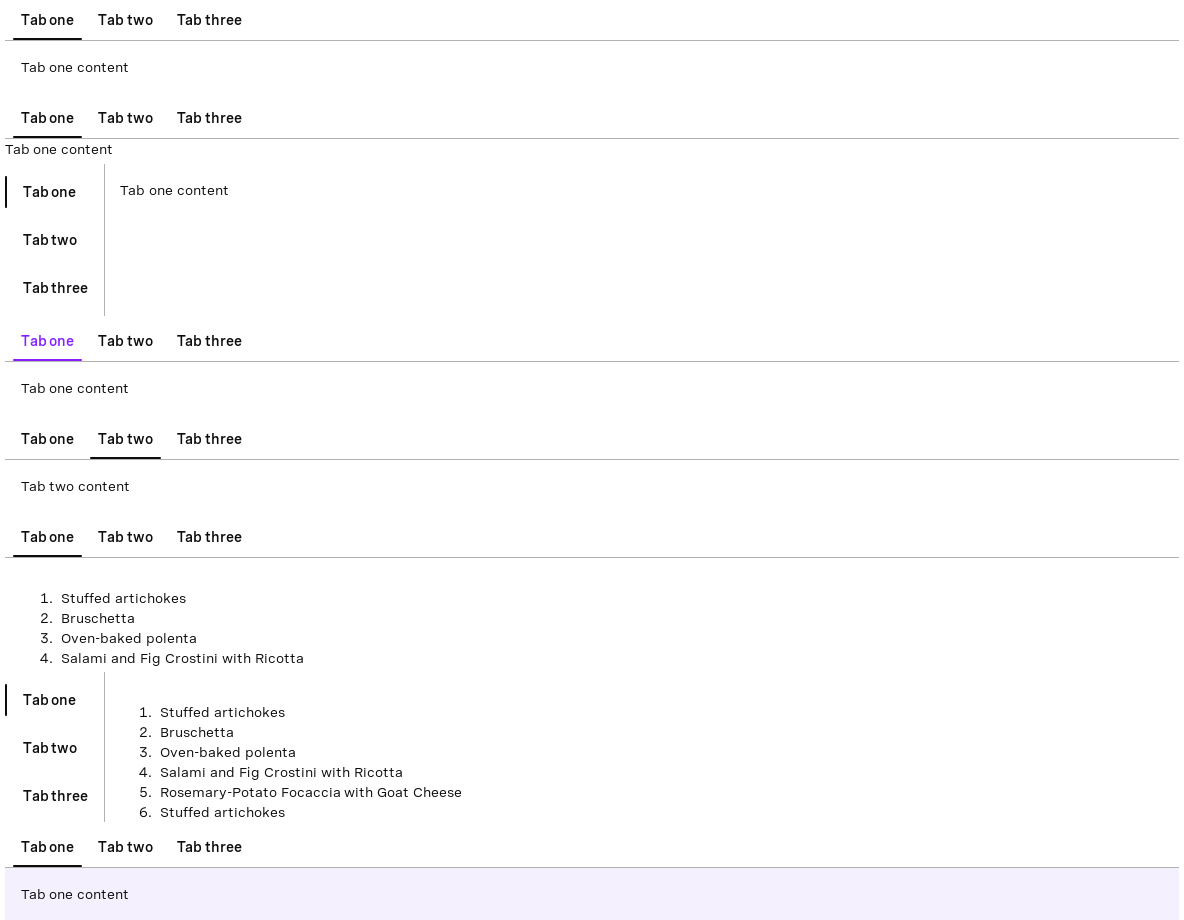 Tab one Tab two Tab three
Tab one content
Tab one Tab two Tab three
Tab one content
Tab one
Tab two
Tab three
Tab one content
Tab one Tab two Tab three
Tab one content
Tab one Tab two Tab three
Tab two content
Tab one Tab two Tab three
1. Stuffed artichokes
2. Bruschetta
3. Oven-baked polenta
4. Salami and Fig Crostini with Ricotta
Tab one
Tab two
Tab three
1. Stuffed artichokes
2. Bruschetta
3. Oven-baked polenta
4. Salami and Fig Crostini with Ricotta
5. Rosemary-Potato Focaccia with Goat Cheese
6. Stuffed artichokes
Tab one Tab two Tab three
Tab one content